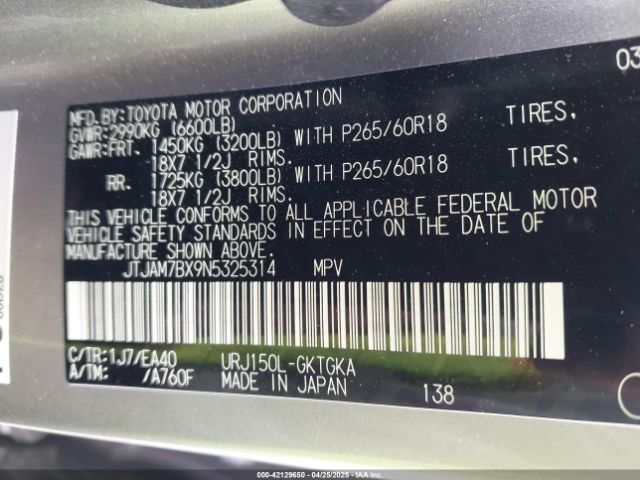 03
MFD.BY:TOYOTA MOTOR CORPORATION
GVWR:2990KG (6600LB)
GAWR:FRT. 1450KG (3200LB) WITH P265/60R18 TIRES,
18X7 1/2J RIMS.
RR. 1725KG (3800LB) WITH P265/60R18 TIRES,
18X7 1/2J RIMS.
THIS VEHICLE CONFORMS TO ALL APPLICABLE FEDERAL MOTOR
VEHICLE SAFETY STANDARDS IN EFFECT ON THE DATE OF
MANUFACTURE SHOWN ABOVE.
JTJAM7BX9N5325314 MPV
C/TR:1J7/EA40 URJ150L-GKTGKA
A/TM: /A760F MADE IN JAPAN 138
000-42129650 - 04/25/2025 - IAAI.COM